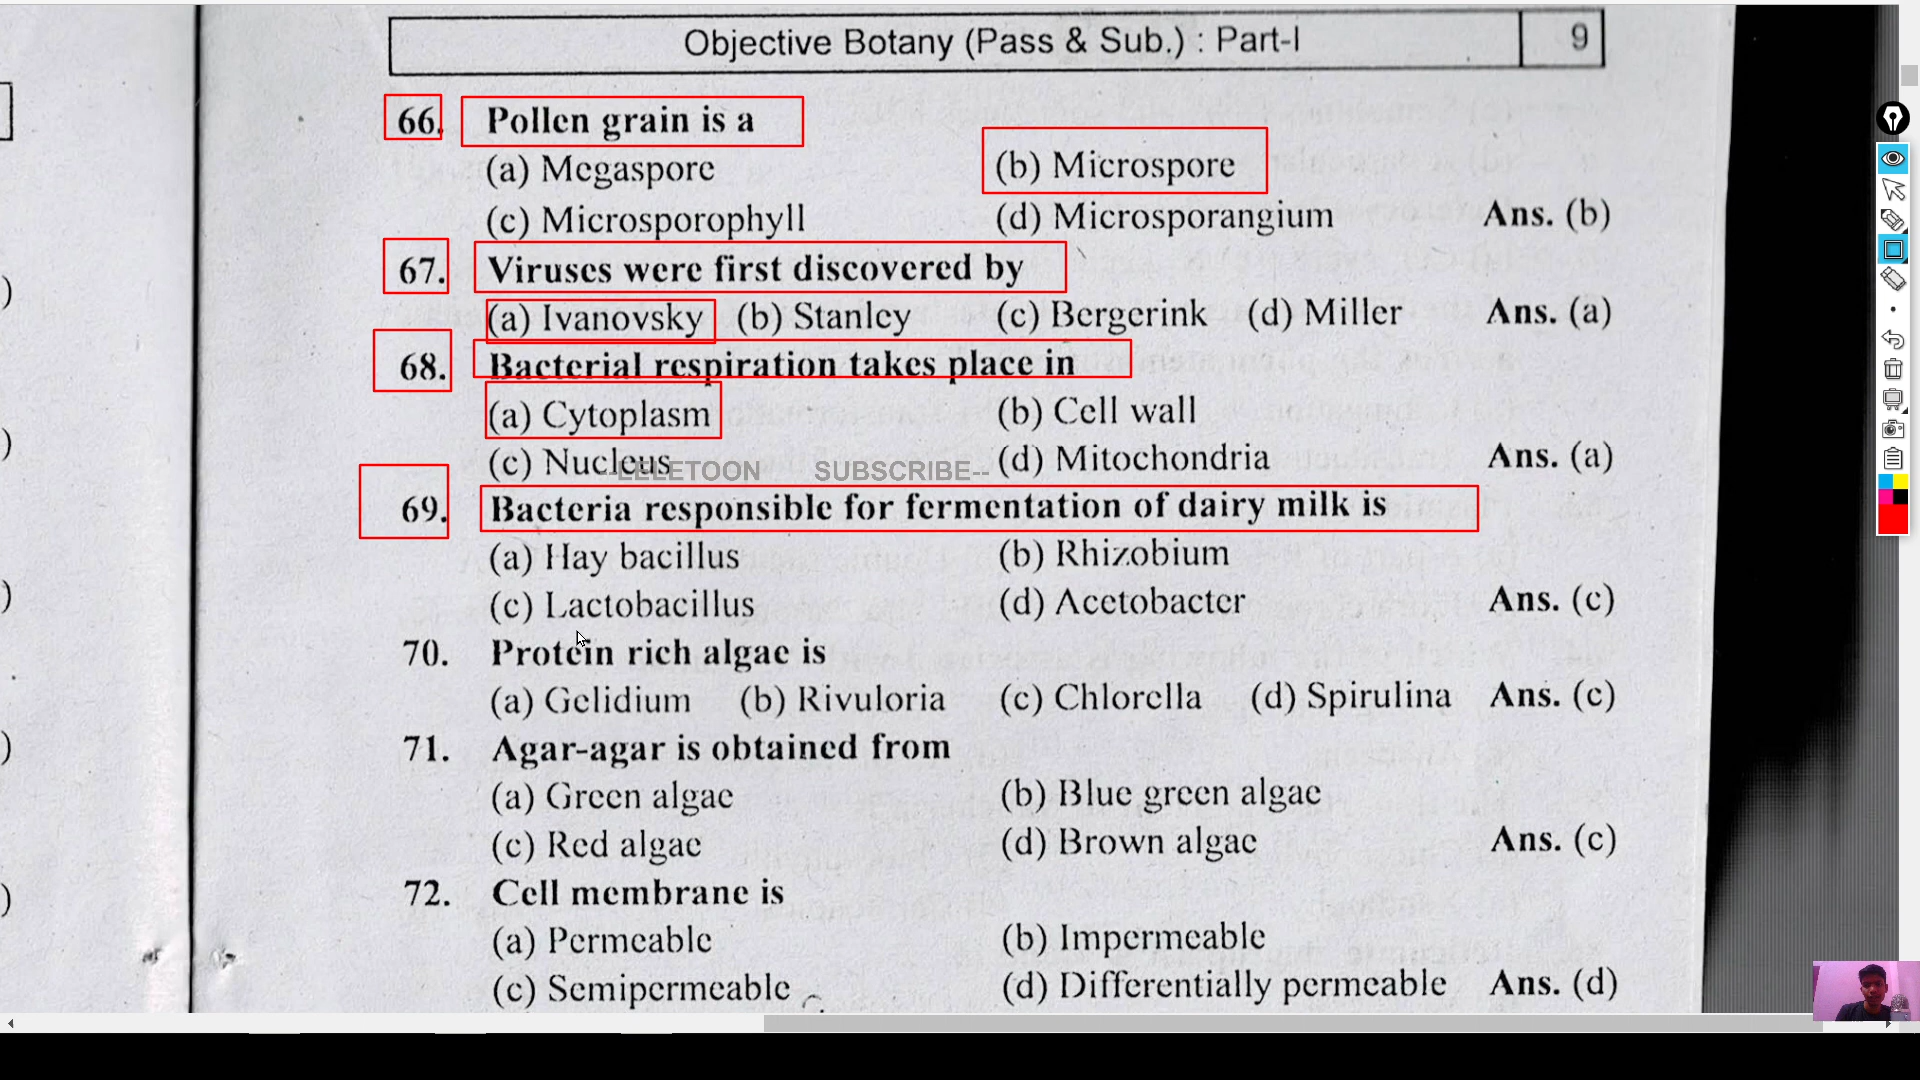 Objective Botany (Pass & Sub.) : Part-I 9
66. Pollen grain is a
(a) Megaspore (b) Microspore
(c) Microsporophyll (d) Microsporangium Ans. (b)
67. Viruses were first discovered by
(a) Ivanovsky (b) Stanley (c) Bergerink (d) Miller Ans. (a)
68. Bacterial respiration takes place in
(a) Cytoplasm (b) Cell wall
(c) Nucleus (d) Mitochondria Ans. (a)
--LELETOON SUBSCRIBE--
69. Bacteria responsible for fermentation of dairy milk is
(a) Hay bacillus (b) Rhizobium
(c) Lactobacillus (d) Acetobacter Ans. (c)
70. Protein rich algae is
(a) Gelidium (b) Rivuloria (c) Chlorella (d) Spirulina Ans. (c)
71. Agar-agar is obtained from
(a) Green algae (b) Blue green algae
(c) Red algae (d) Brown algae Ans. (c)
72. Cell membrane is
(a) Permeable (b) Impermeable
(c) Semipermeable (d) Differentially permeable Ans. (d)